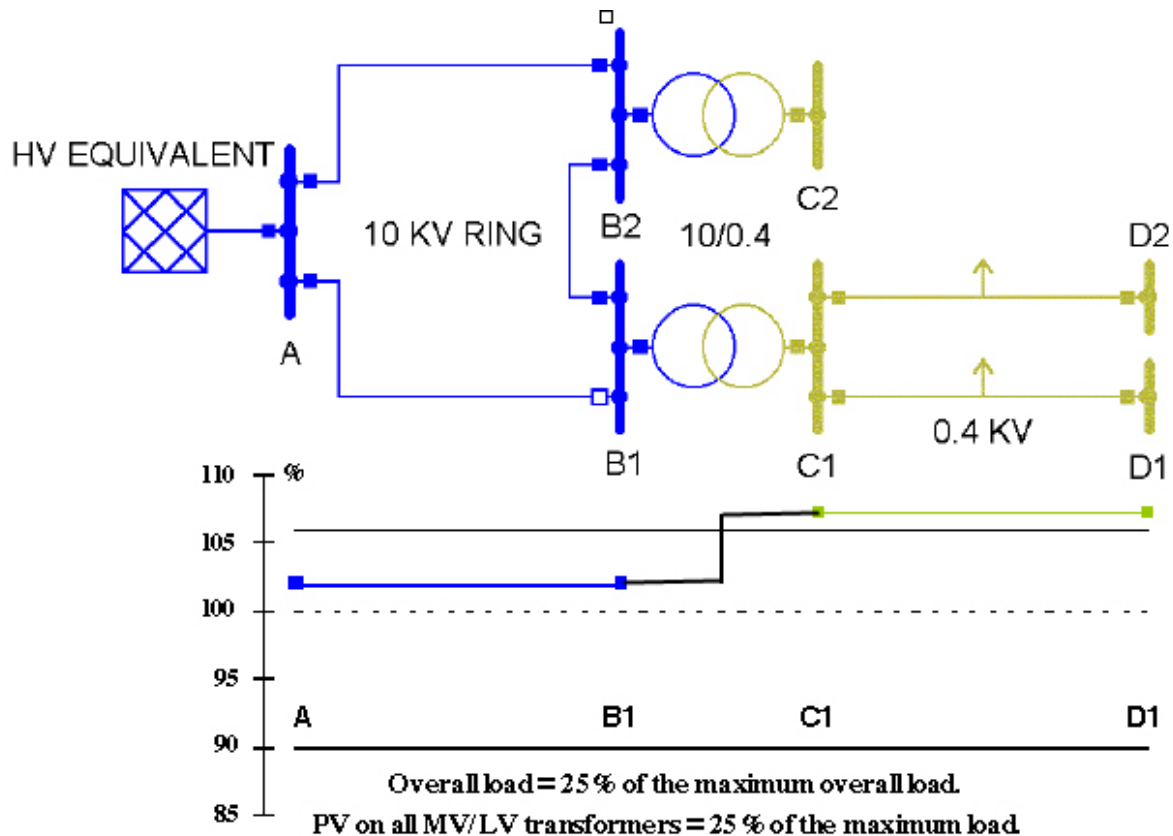 HV EQUIVALENT
A
10 KV RING
B2
10/0.4
C2
D2
B1
C1
0.4 KV
D1
110 %
105
100
95
A B1 C1 D1
90
Overall load = 25 % of the maximum overall load.
85
PV on all MV/LV transformers = 25 % of the maximum load.